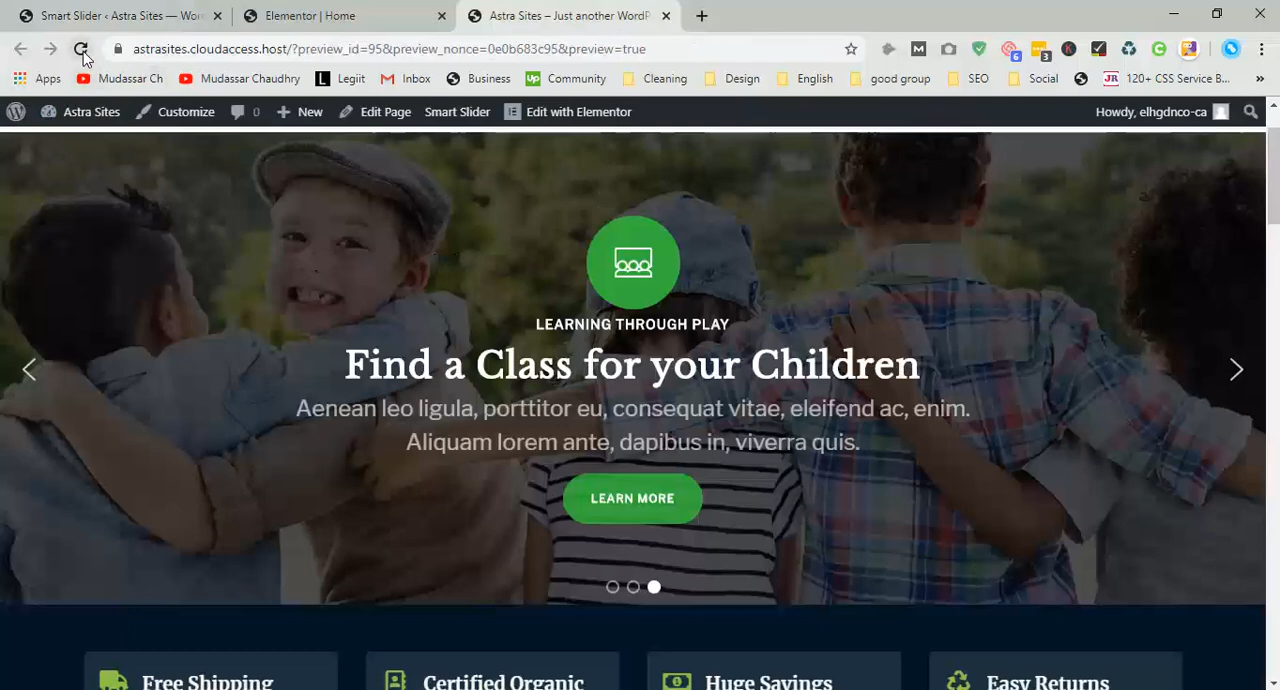 Smart Slider ‹ Astra Sites — Wor
Elementor | Home
Astra Sites – Just another WordP
astrasites.cloudaccess.host/?preview_id=95&preview_nonce=0e0b683c95&preview=true
6
3
Apps
Mudassar Ch
Mudassar Chaudhry
Legiit
Inbox
Business
Community
Cleaning
Design
English
good group
SEO
Social
JR
120+ CSS Service B...
»
Astra Sites
Customize
0
New
Edit Page
Smart Slider
Edit with Elementor
Howdy, elhgdnco-ca
LEARNING THROUGH PLAY
Find a Class for your Children
Aenean leo ligula, porttitor eu, consequat vitae, eleifend ac, enim.
Aliquam lorem ante, dapibus in, viverra quis.
LEARN MORE
Free Shipping
Certified Organic
Huge Savings
Easy Returns